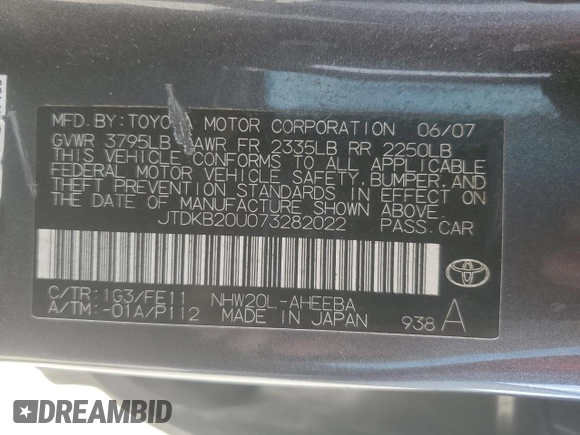 MFD. BY: TOYOTA MOTOR CORPORATION 06/07
GVWR 3795LB GAWR FR 2335LB RR 2250LB
THIS VEHICLE CONFORMS TO ALL APPLICABLE
FEDERAL MOTOR VEHICLE SAFETY, BUMPER, AND
THEFT PREVENTION STANDARDS IN EFFECT ON
THE DATE OF MANUFACTURE SHOWN ABOVE.
JTDKB20U073282022 PASS. CAR
C/TR: 1G3/FE11 NHW20L-AHEEBA
A/TM: -01A/P112 MADE IN JAPAN 938 A
DREAMBID